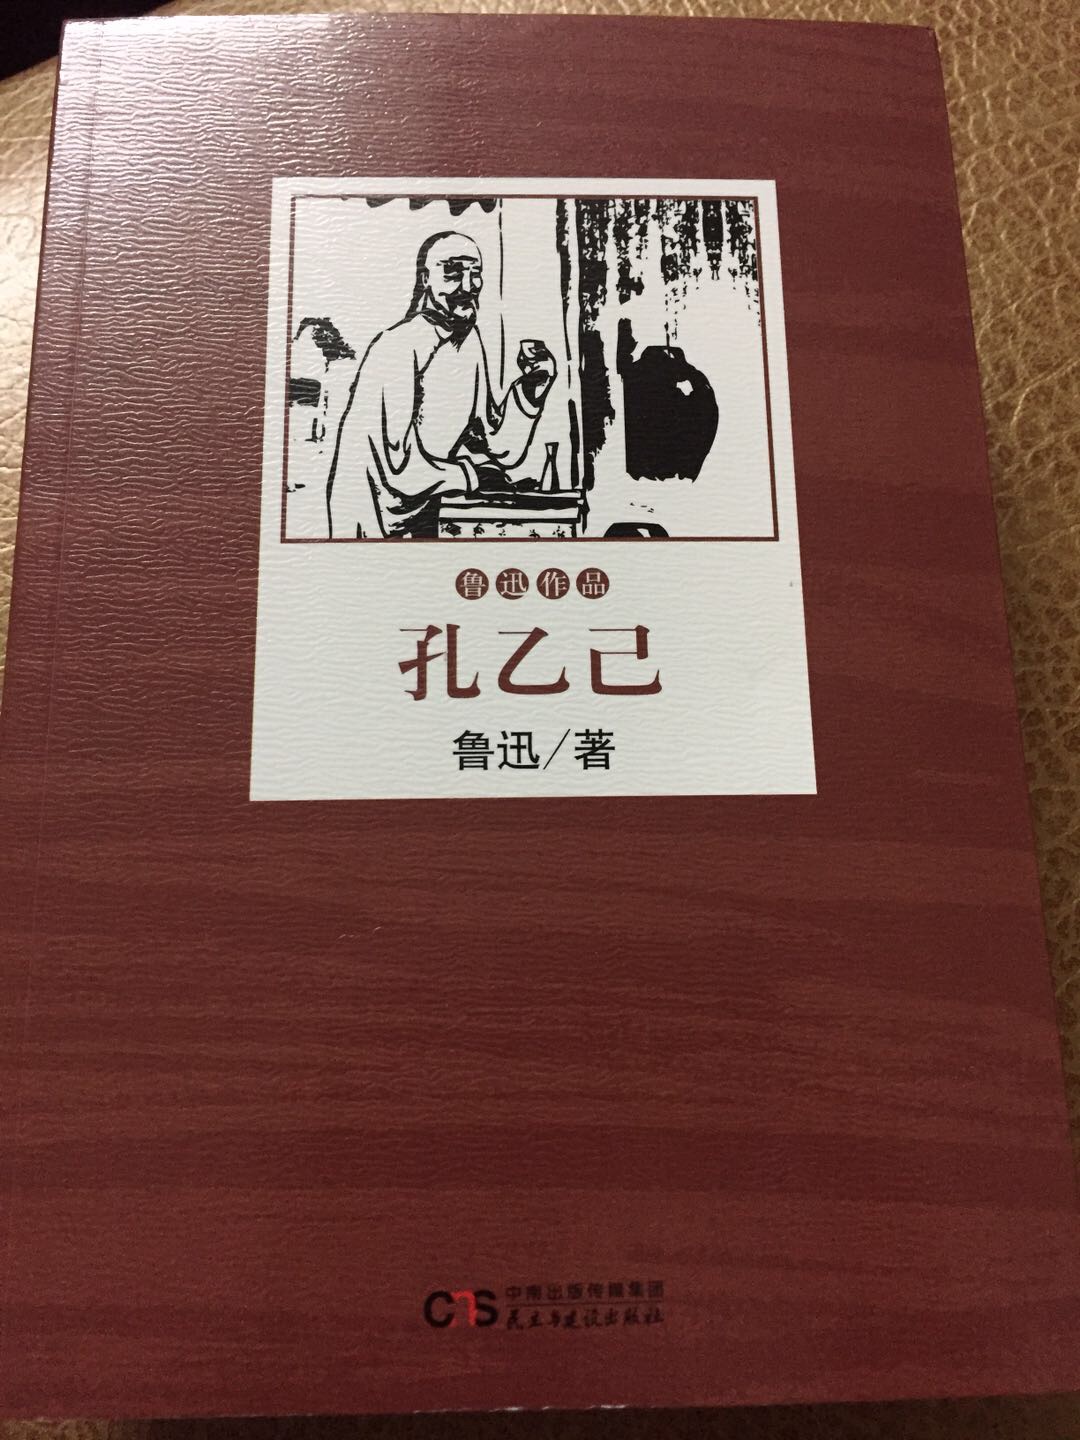 鲁迅作品
孔乙己
鲁迅/著
CNS 中南出版传媒集团
民主与建设出版社